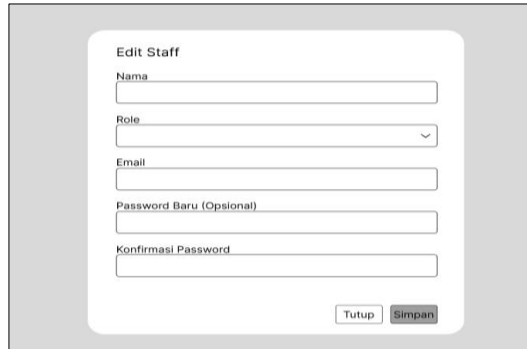 Edit Staff
Nama
Role
Email
Password Baru (Opsional)
Konfirmasi Password
Tutup Simpan